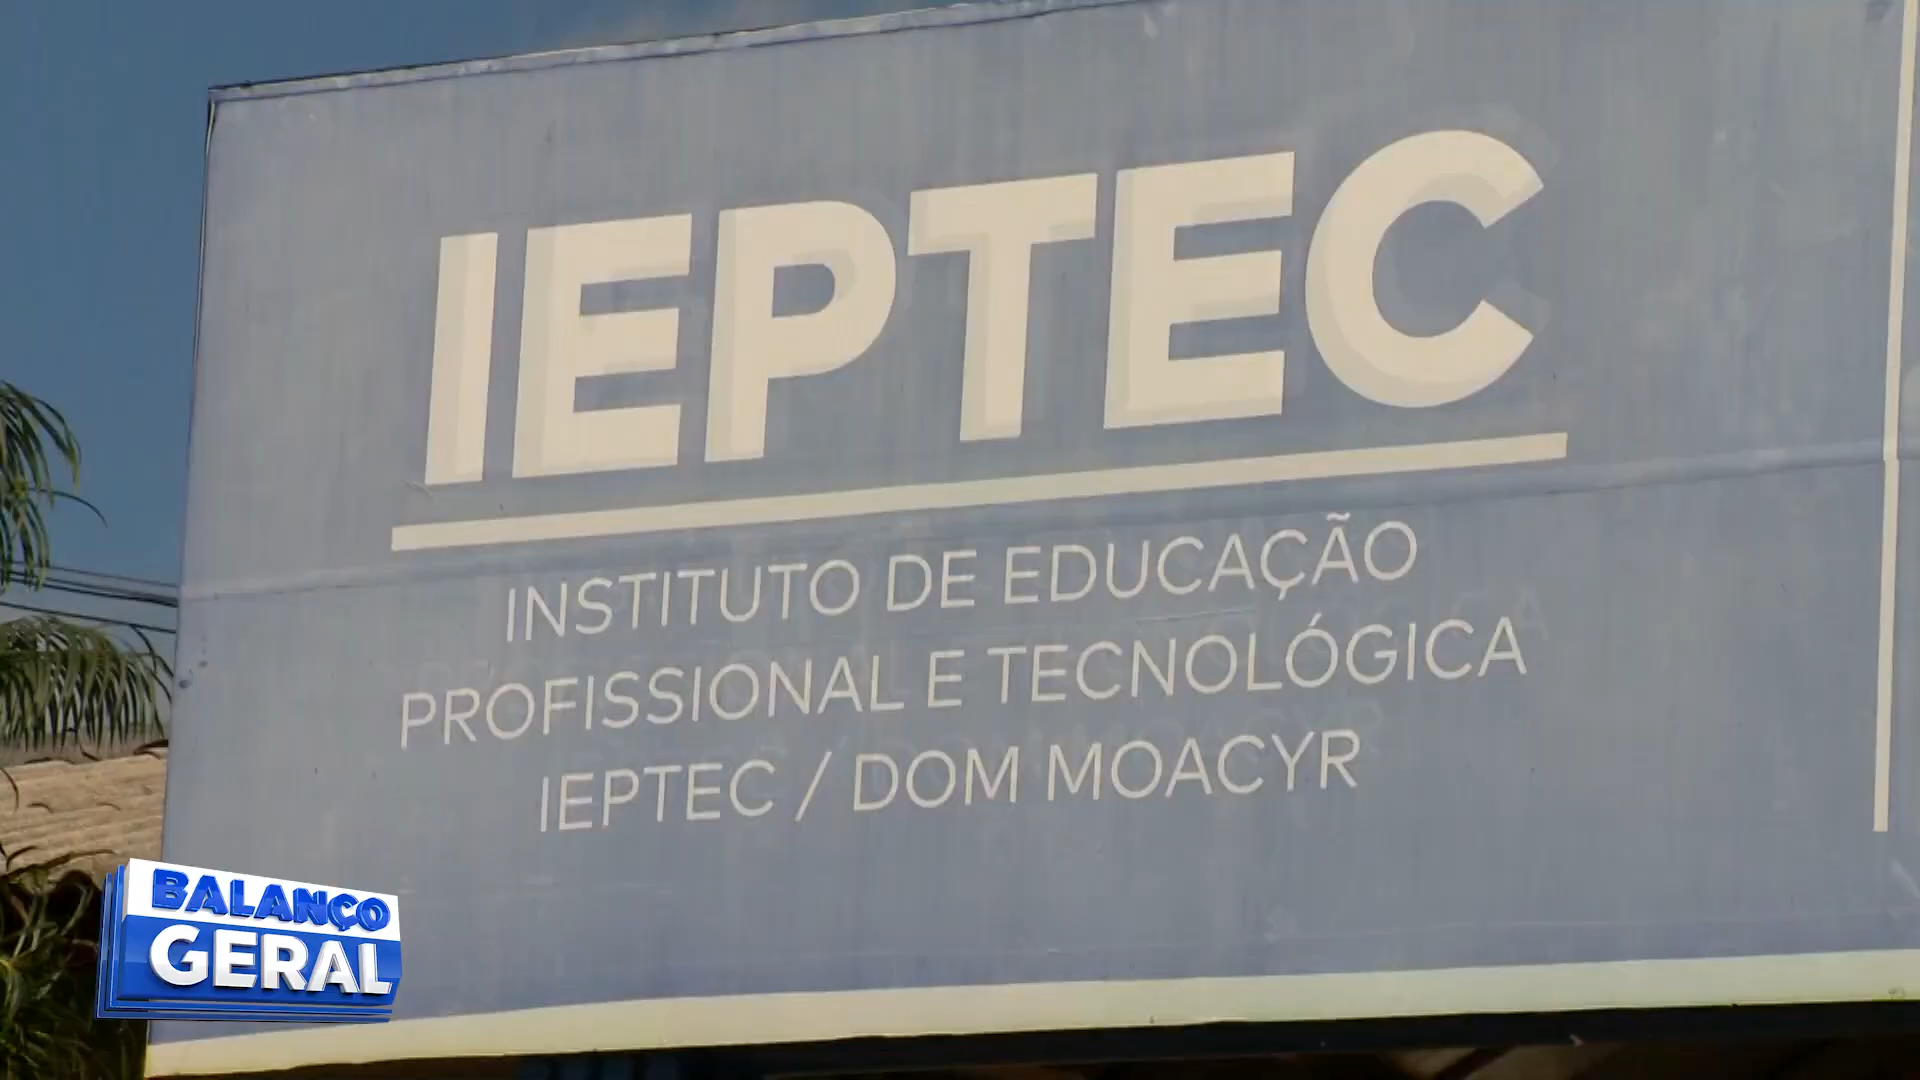 IEPTEC
INSTITUTO DE EDUCAÇÃO
PROFISSIONAL E TECNOLÓGICA
IEPTEC / DOM MOACYR
BALANÇO
GERAL